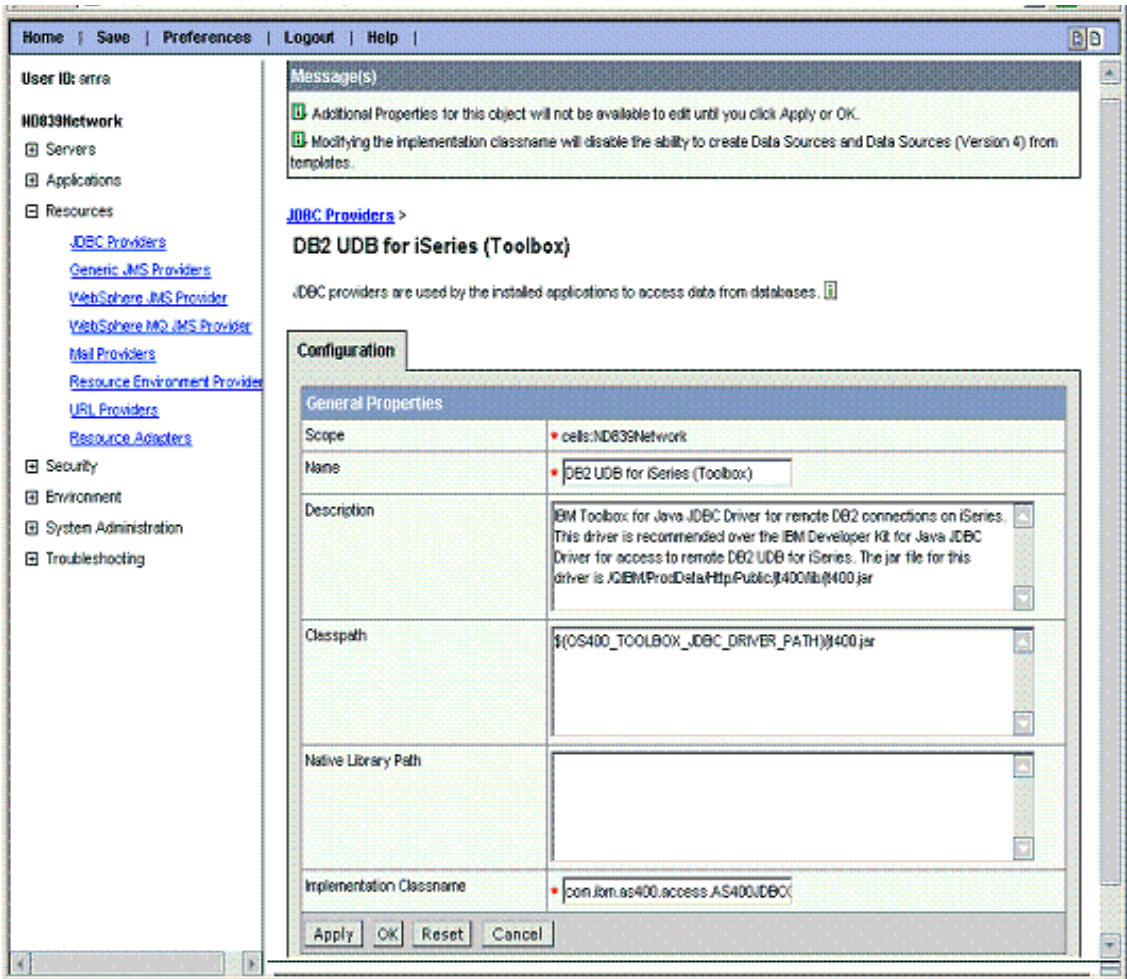 Home | Save | Preferences | Logout | Help |
User ID: amra
ND839Network
Servers
Applications
Resources
JDBC Providers
Generic JMS Providers
WebSphere JMS Provider
WebSphere MQ JMS Provider
Mail Providers
Resource Environment Provider
URL Providers
Resource Adapters
Security
Environment
System Administration
Troubleshooting
Message(s)
Additional Properties for this object will not be available to edit until you click Apply or OK.
Modifying the implementation classname will disable the ability to create Data Sources and Data Sources (Version 4) from
templates.
JDBC Providers >
DB2 UDB for iSeries (Toolbox)
JDBC providers are used by the installed applications to access data from databases.
Configuration
General Properties
Scope
* cells:ND839Network
Name
* DB2 UDB for iSeries (Toolbox)
Description
IBM Toolbox for Java JDBC Driver for remote DB2 connections on iSeries.
This driver is recommended over the IBM Developer Kit for Java JDBC
Driver for access to remote DB2 UDB for iSeries. The jar file for this
driver is /QIBM/ProdData/Http/Public/jt400/lib/jt400.jar
Classpath
${OS400_TOOLBOX_JDBC_DRIVER_PATH}/jt400.jar
Native Library Path
Implementation Classname
* com.ibm.as400.access.AS400JDBC
Apply OK Reset Cancel